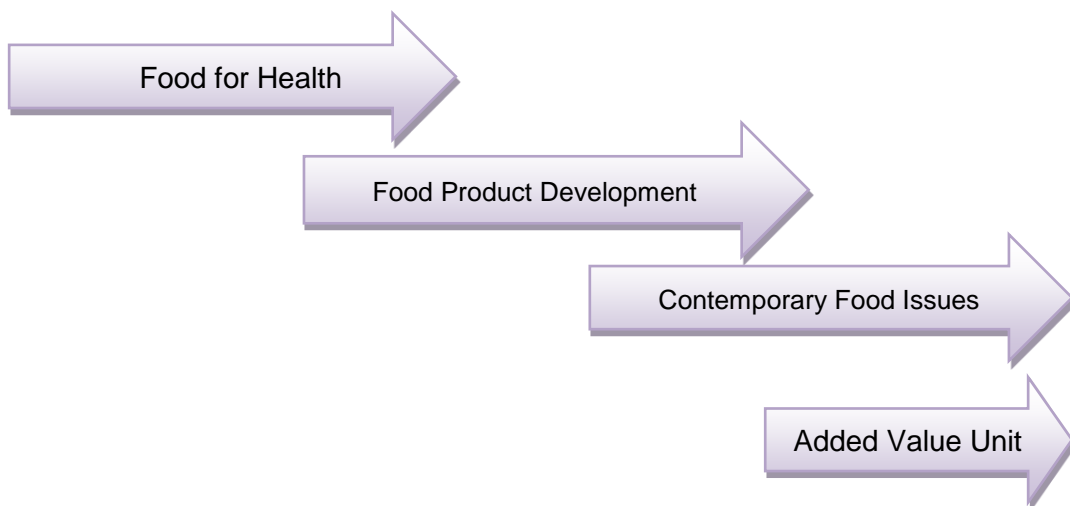 Food for Health
Food Product Development
Contemporary Food Issues
Added Value Unit